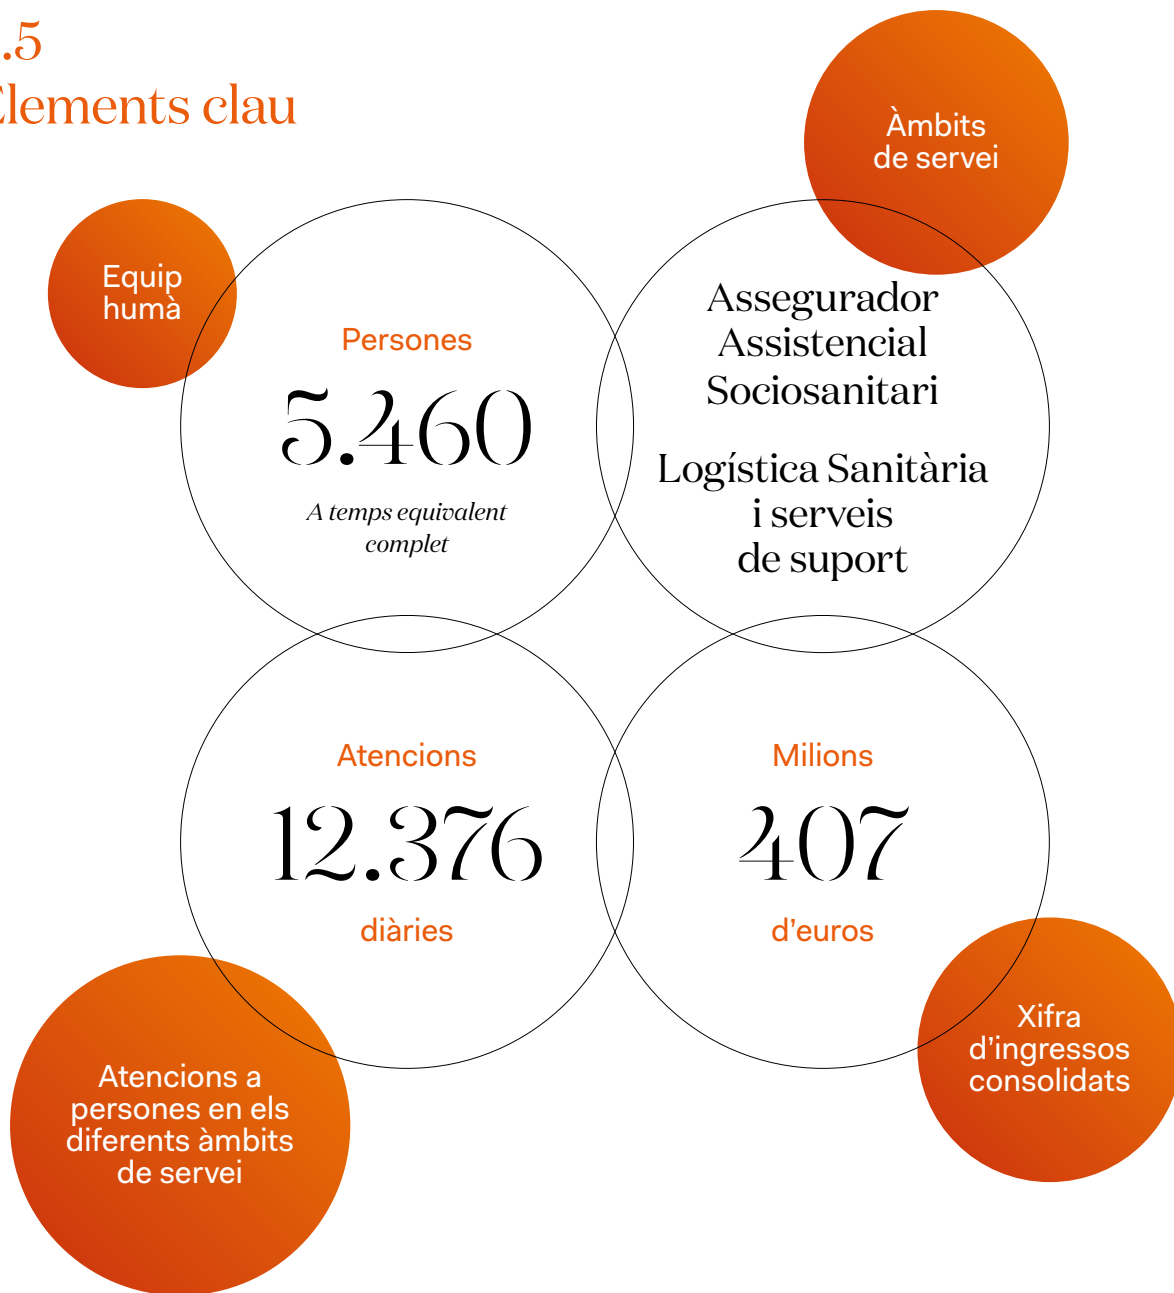 .5
Elements clau
Àmbits
de servei
Equip
humà
Persones
5.460
A temps equivalent
complet
Assegurador
Assistencial
Sociosanitari
Logística Sanitària
i serveis
de suport
Atencions
12.376
diàries
Milions
407
d'euros
Atencions a
persones en els
diferents àmbits
de servei
Xifra
d'ingressos
consolidats